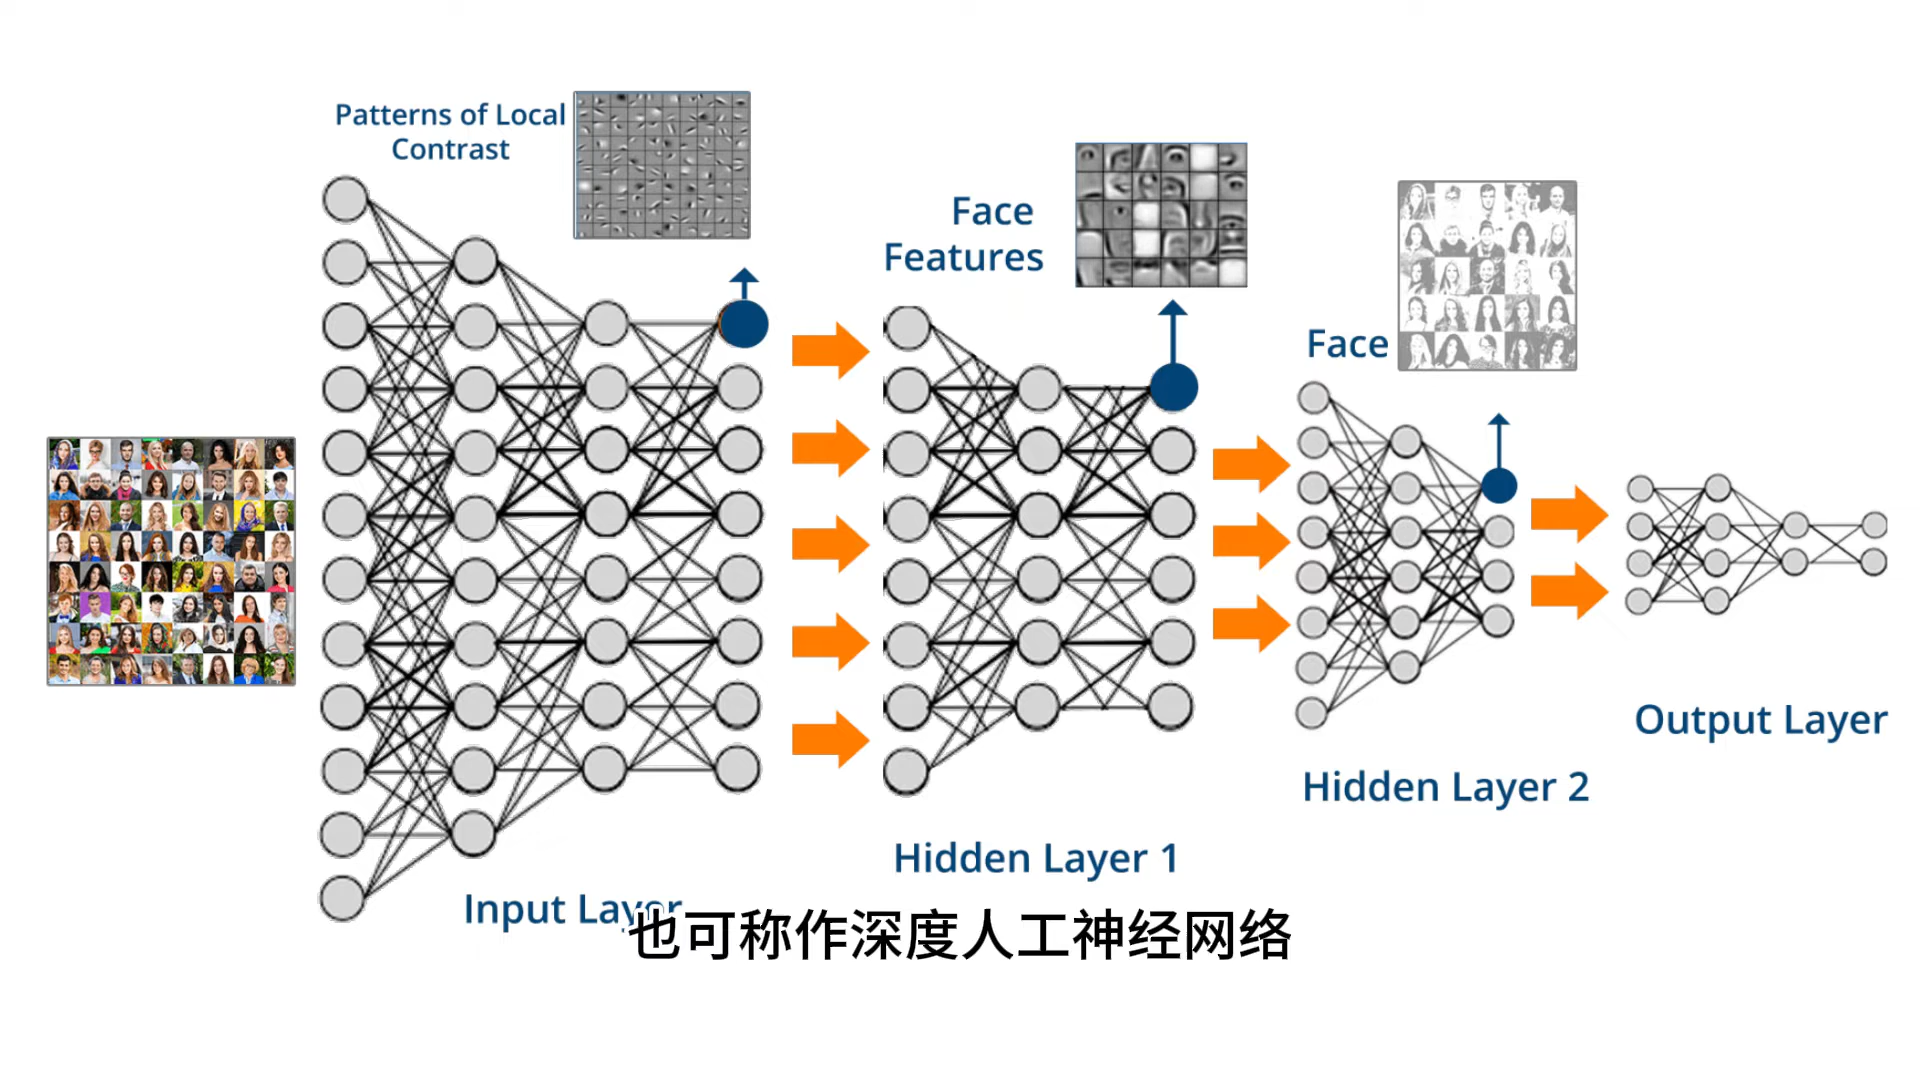 Patterns of Local
Contrast
Face
Features
Face
Output Layer
Hidden Layer 2
Hidden Layer 1
Input Layer
也可称作深度人工神经网络